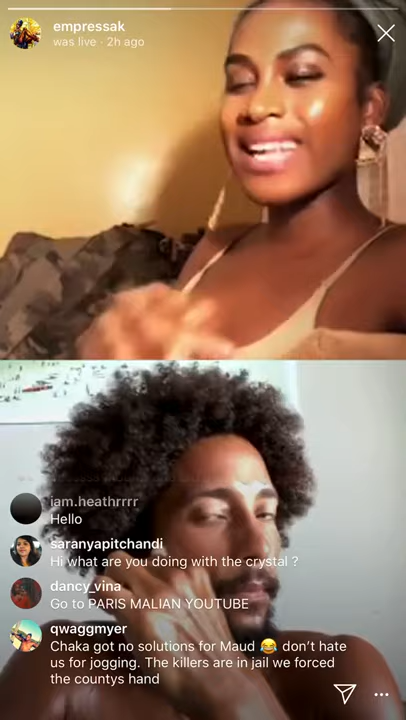 empressak
was live · 2h ago
iam.heathrrrr
Hello
saranyapitchandi
Hi what are you doing with the crystal ?
dancy_vina
Go to PARIS MALIAN YOUTUBE
qwaggmyer
Chaka got no solutions for Maud 😂 don’t hate
us for jogging. The killers are in jail we forced
the countys hand